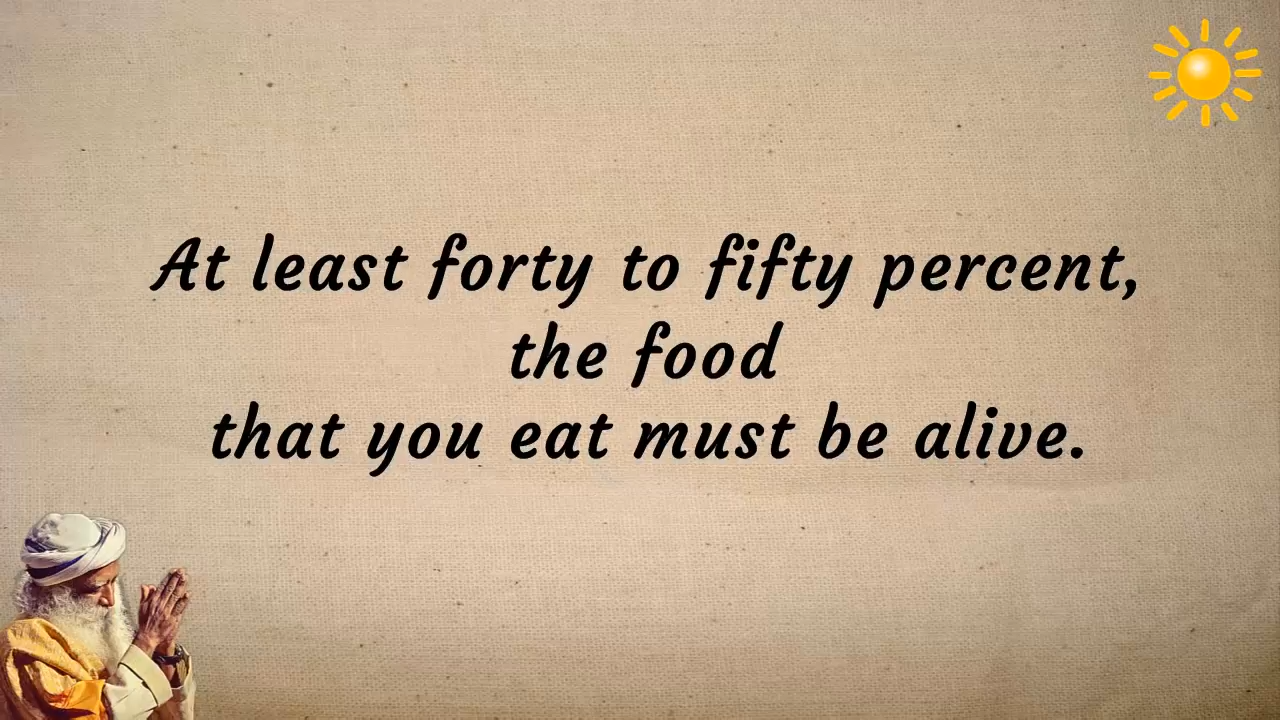 At least forty to fifty percent,
the food
that you eat must be alive.